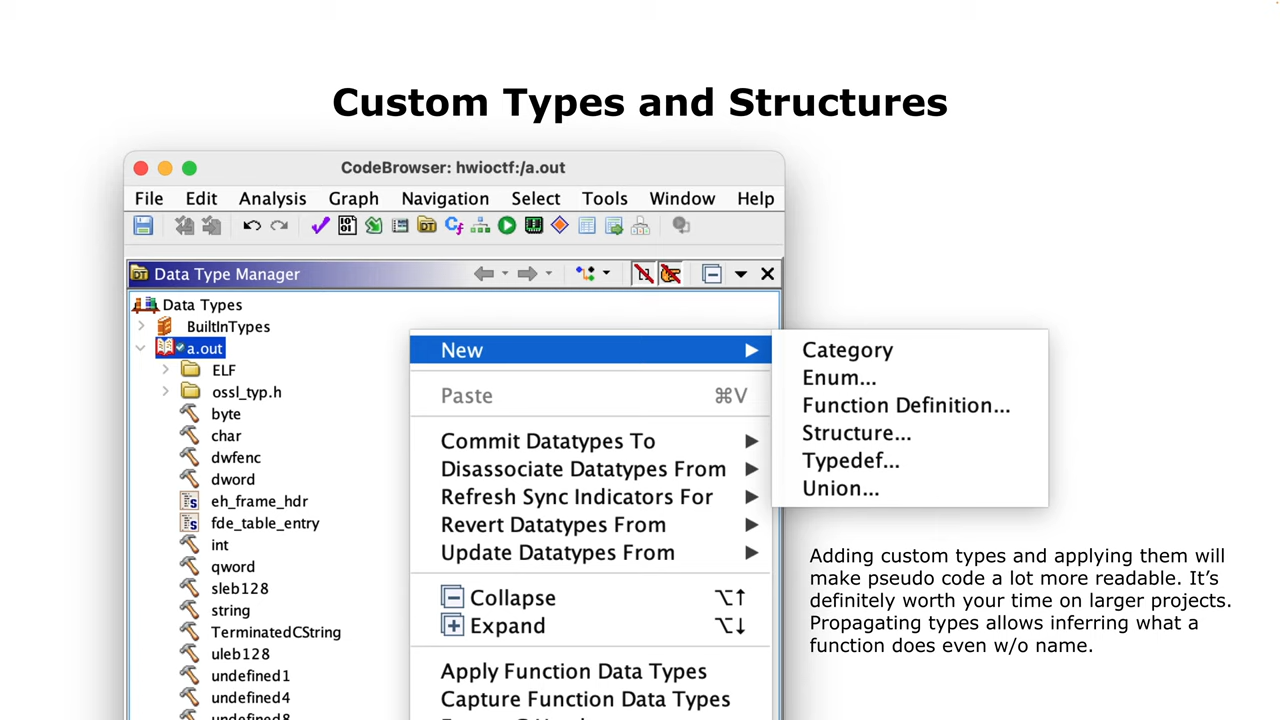 Custom Types and Structures
CodeBrowser: hwioctf:/a.out
File Edit Analysis Graph Navigation Select Tools Window Help
Data Type Manager
Data Types
BuiltInTypes
a.out
ELF
ossl_typ.h
byte
char
dwfenc
dword
eh_frame_hdr
fde_table_entry
int
qword
sleb128
string
TerminatedCString
uleb128
undefined1
undefined4
undefined8
New
Paste ⌘V
Commit Datatypes To
Disassociate Datatypes From
Refresh Sync Indicators For
Revert Datatypes From
Update Datatypes From
Collapse ⌥↑
Expand ⌥↓
Apply Function Data Types
Capture Function Data Types
Category
Enum...
Function Definition...
Structure...
Typedef...
Union...
Adding custom types and applying them will
make pseudo code a lot more readable. It’s
definitely worth your time on larger projects.
Propagating types allows inferring what a
function does even w/o name.